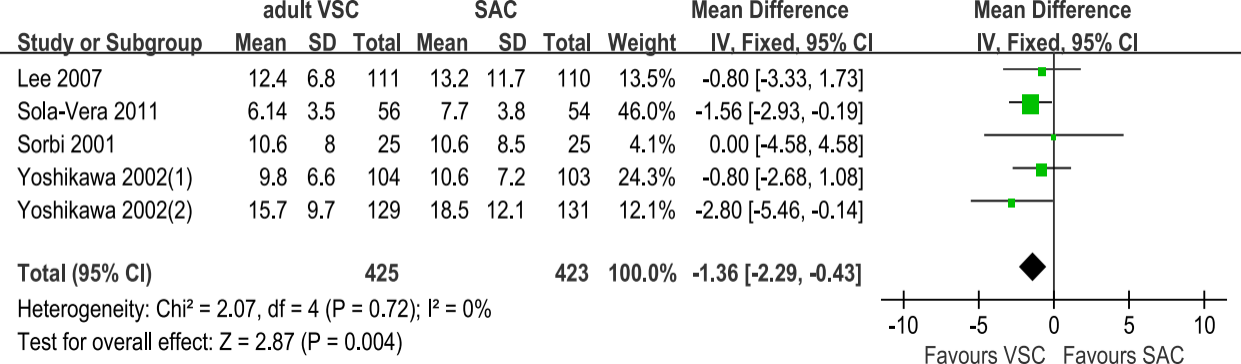 adult VSC SAC Mean Difference Mean Difference
Study or Subgroup Mean SD Total Mean SD Total Weight IV, Fixed, 95% CI IV, Fixed, 95% CI
Lee 2007 12.4 6.8 111 13.2 11.7 110 13.5% -0.80 [-3.33, 1.73]
Sola-Vera 2011 6.14 3.5 56 7.7 3.8 54 46.0% -1.56 [-2.93, -0.19]
Sorbi 2001 10.6 8 25 10.6 8.5 25 4.1% 0.00 [-4.58, 4.58]
Yoshikawa 2002(1) 9.8 6.6 104 10.6 7.2 103 24.3% -0.80 [-2.68, 1.08]
Yoshikawa 2002(2) 15.7 9.7 129 18.5 12.1 131 12.1% -2.80 [-5.46, -0.14]
Total (95% CI) 425 423 100.0% -1.36 [-2.29, -0.43]
Heterogeneity: Chi² = 2.07, df = 4 (P = 0.72); I² = 0%
Test for overall effect: Z = 2.87 (P = 0.004)
-10 -5 0 5 10
Favours VSC Favours SAC